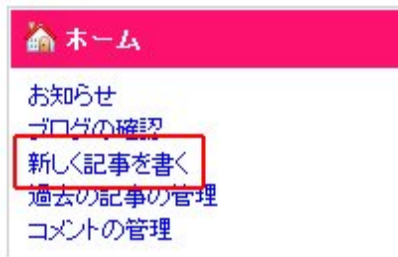 ホーム
お知らせ
ブログの確認
新しく記事を書く
過去の記事の管理
コメントの管理